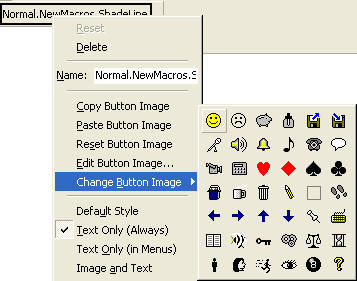 Normal.NewMacros.ShadeLine
Reset
Delete
Name: Normal.NewMacros.S
Copy Button Image
Paste Button Image
Reset Button Image
Edit Button Image...
Change Button Image
Default Style
Text Only (Always)
Text Only (in Menus)
Image and Text
8
?